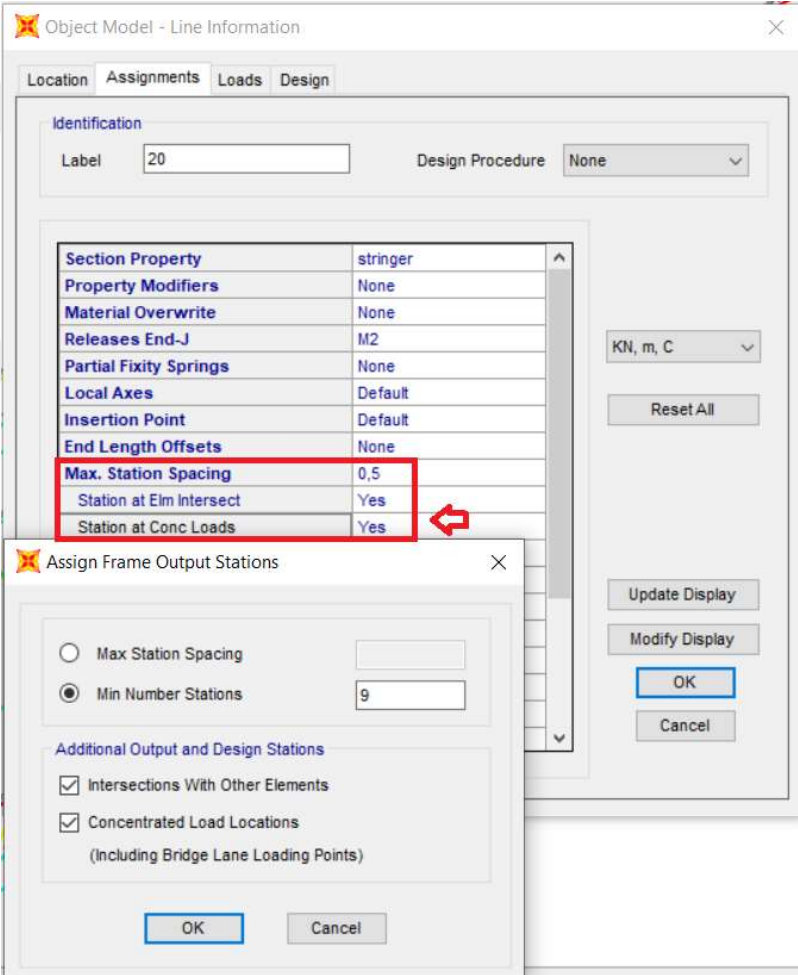 Object Model - Line Information
Location Assignments Loads Design
Identification
Label 20 Design Procedure None
Section Property stringer
Property Modifiers None
Material Overwrite None
Releases End-J M2
Partial Fixity Springs None
Local Axes Default
Insertion Point Default
End Length Offsets None
Max. Station Spacing 0,5
Station at Elm Intersect Yes
Station at Conc Loads Yes
KN, m, C
Reset All
Update Display
Modify Display
OK
Cancel
Assign Frame Output Stations
Max Station Spacing
Min Number Stations 9
Additional Output and Design Stations
Intersections With Other Elements
Concentrated Load Locations
(Including Bridge Lane Loading Points)
OK Cancel